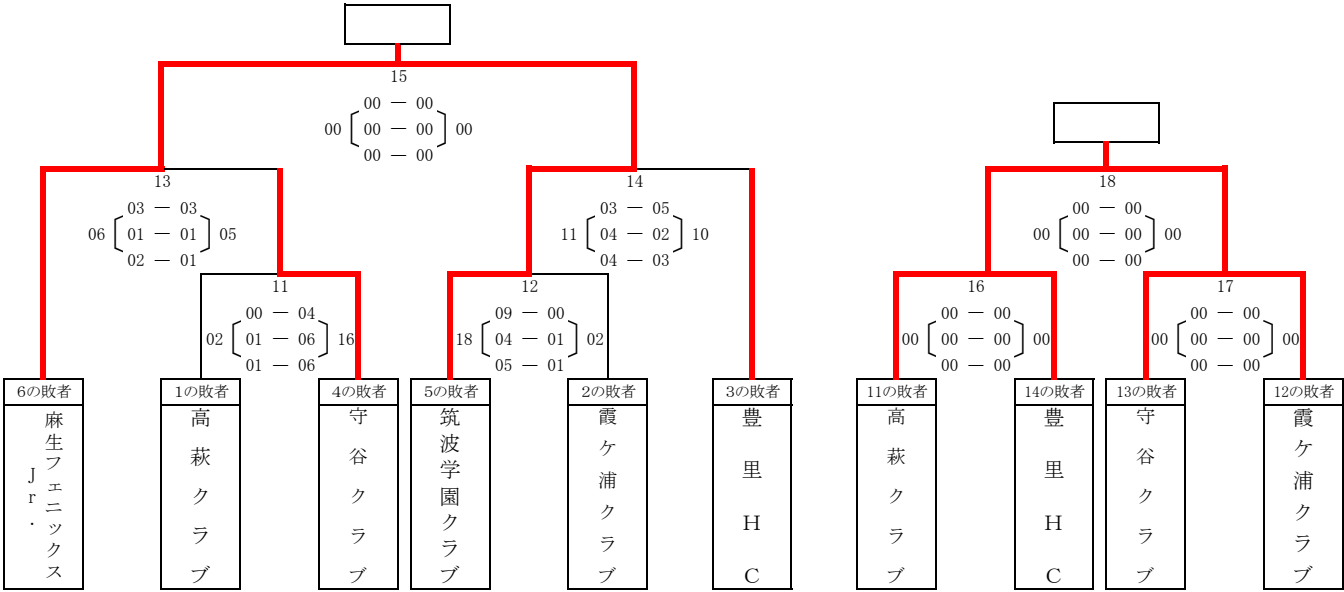 15
00 ― 00
00 00 ― 00 00
00 ― 00
13
03 ― 03
06 01 ― 01 05
02 ― 01
14
03 ― 05
11 04 ― 02 10
04 ― 03
18
00 ― 00
00 00 ― 00 00
00 ― 00
11
00 ― 04
02 01 ― 06 16
01 ― 06
12
09 ― 00
18 04 ― 01 02
05 ― 01
16
00 ― 00
00 00 ― 00 00
00 ― 00
17
00 ― 00
00 00 ― 00 00
00 ― 00
6の敗者
麻生フェニックス
Jr.
1の敗者
高萩クラブ
4の敗者
守谷クラブ
5の敗者
筑波学園クラブ
2の敗者
霞ケ浦クラブ
3の敗者
豊里HC
11の敗者
高萩クラブ
14の敗者
豊里HC
13の敗者
守谷クラブ
12の敗者
霞ケ浦クラブ